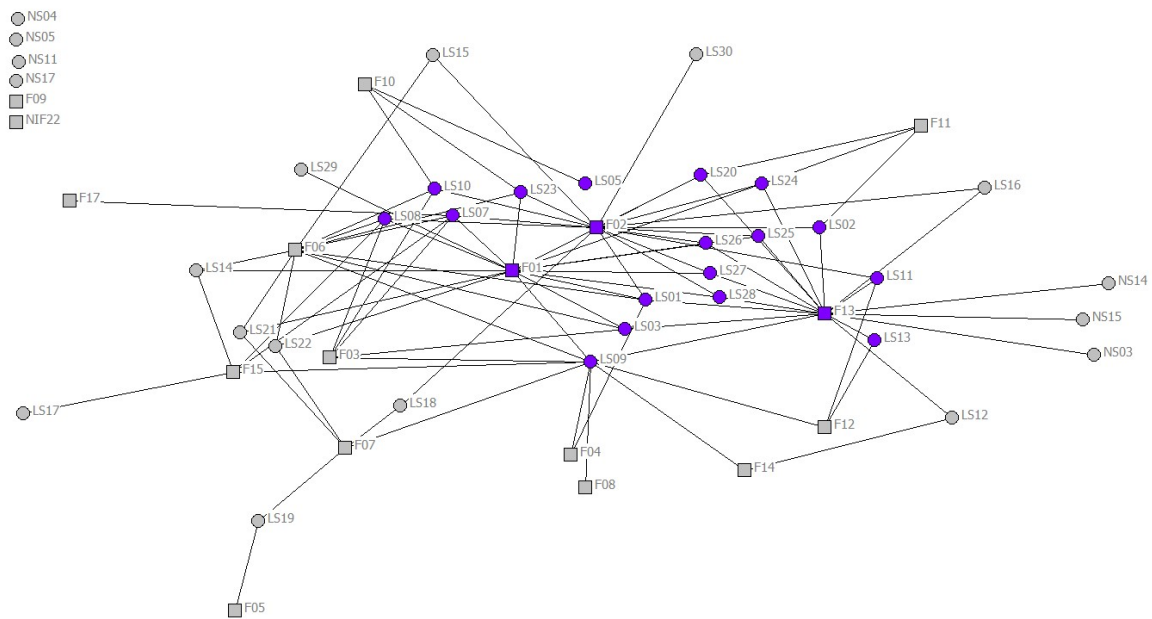 NS04
NS05
NS11
NS17
F09
NIF22
LS15
LS30
F10
F11
LS29
LS20
LS05
LS24
LS10
LS23
LS16
F17
LS08
LS07
F02
LS02
LS25
LS26
F06
LS14
F01
LS27
LS11
NS14
LS01
LS28
F13
NS15
LS03
LS21
LS13
LS22
F03
NS03
LS09
F15
LS18
LS17
LS12
F12
F07
F04
F14
F08
LS19
F05